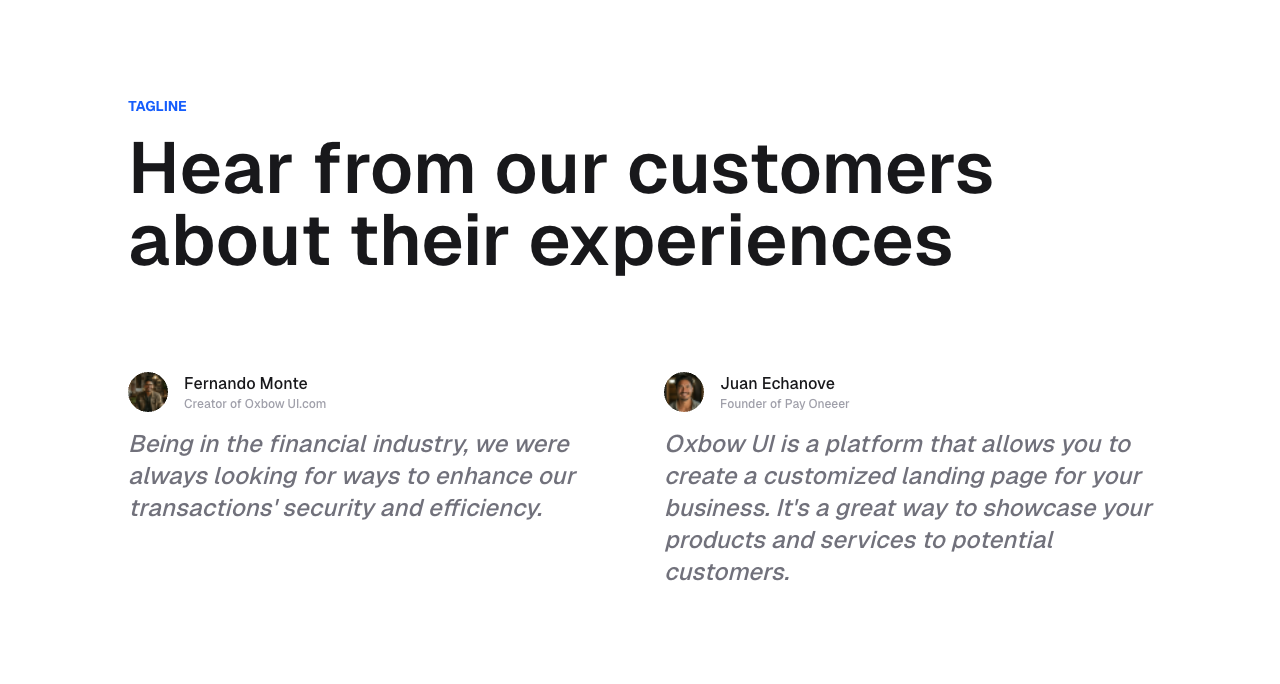 TAGLINE
Hear from our customers
about their experiences
Fernando Monte
Creator of Oxbow UI.com
Being in the financial industry, we were
always looking for ways to enhance our
transactions' security and efficiency.
Juan Echanove
Founder of Pay Oneeer
Oxbow UI is a platform that allows you to
create a customized landing page for your
business. It's a great way to showcase your
products and services to potential
customers.